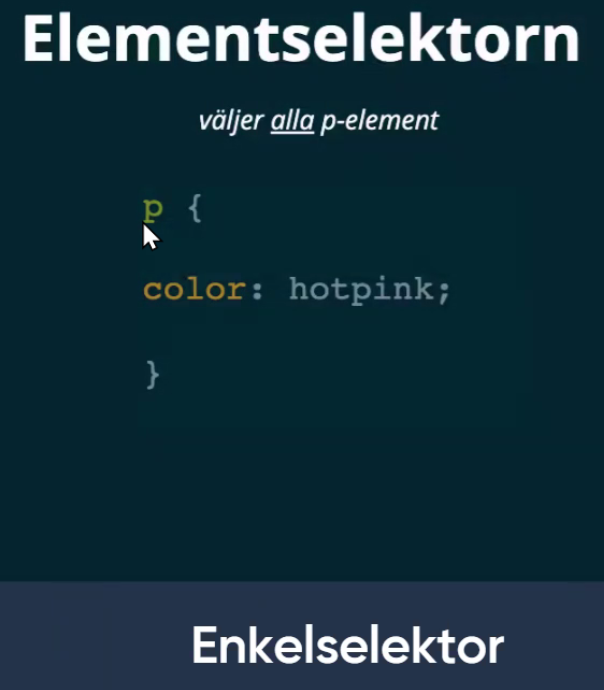 Elementselektorn
väljer alla p-element
p {
color: hotpink;
}
Enkelselektor